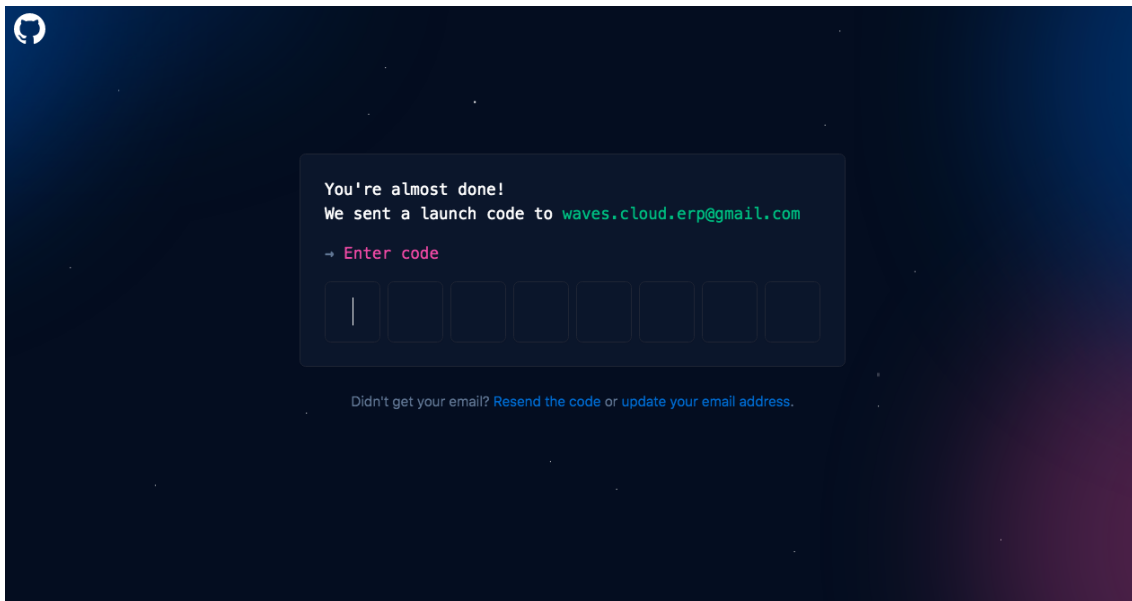 You're almost done!
We sent a launch code to waves.cloud.erp@gmail.com
→ Enter code
Didn't get your email? Resend the code or update your email address.